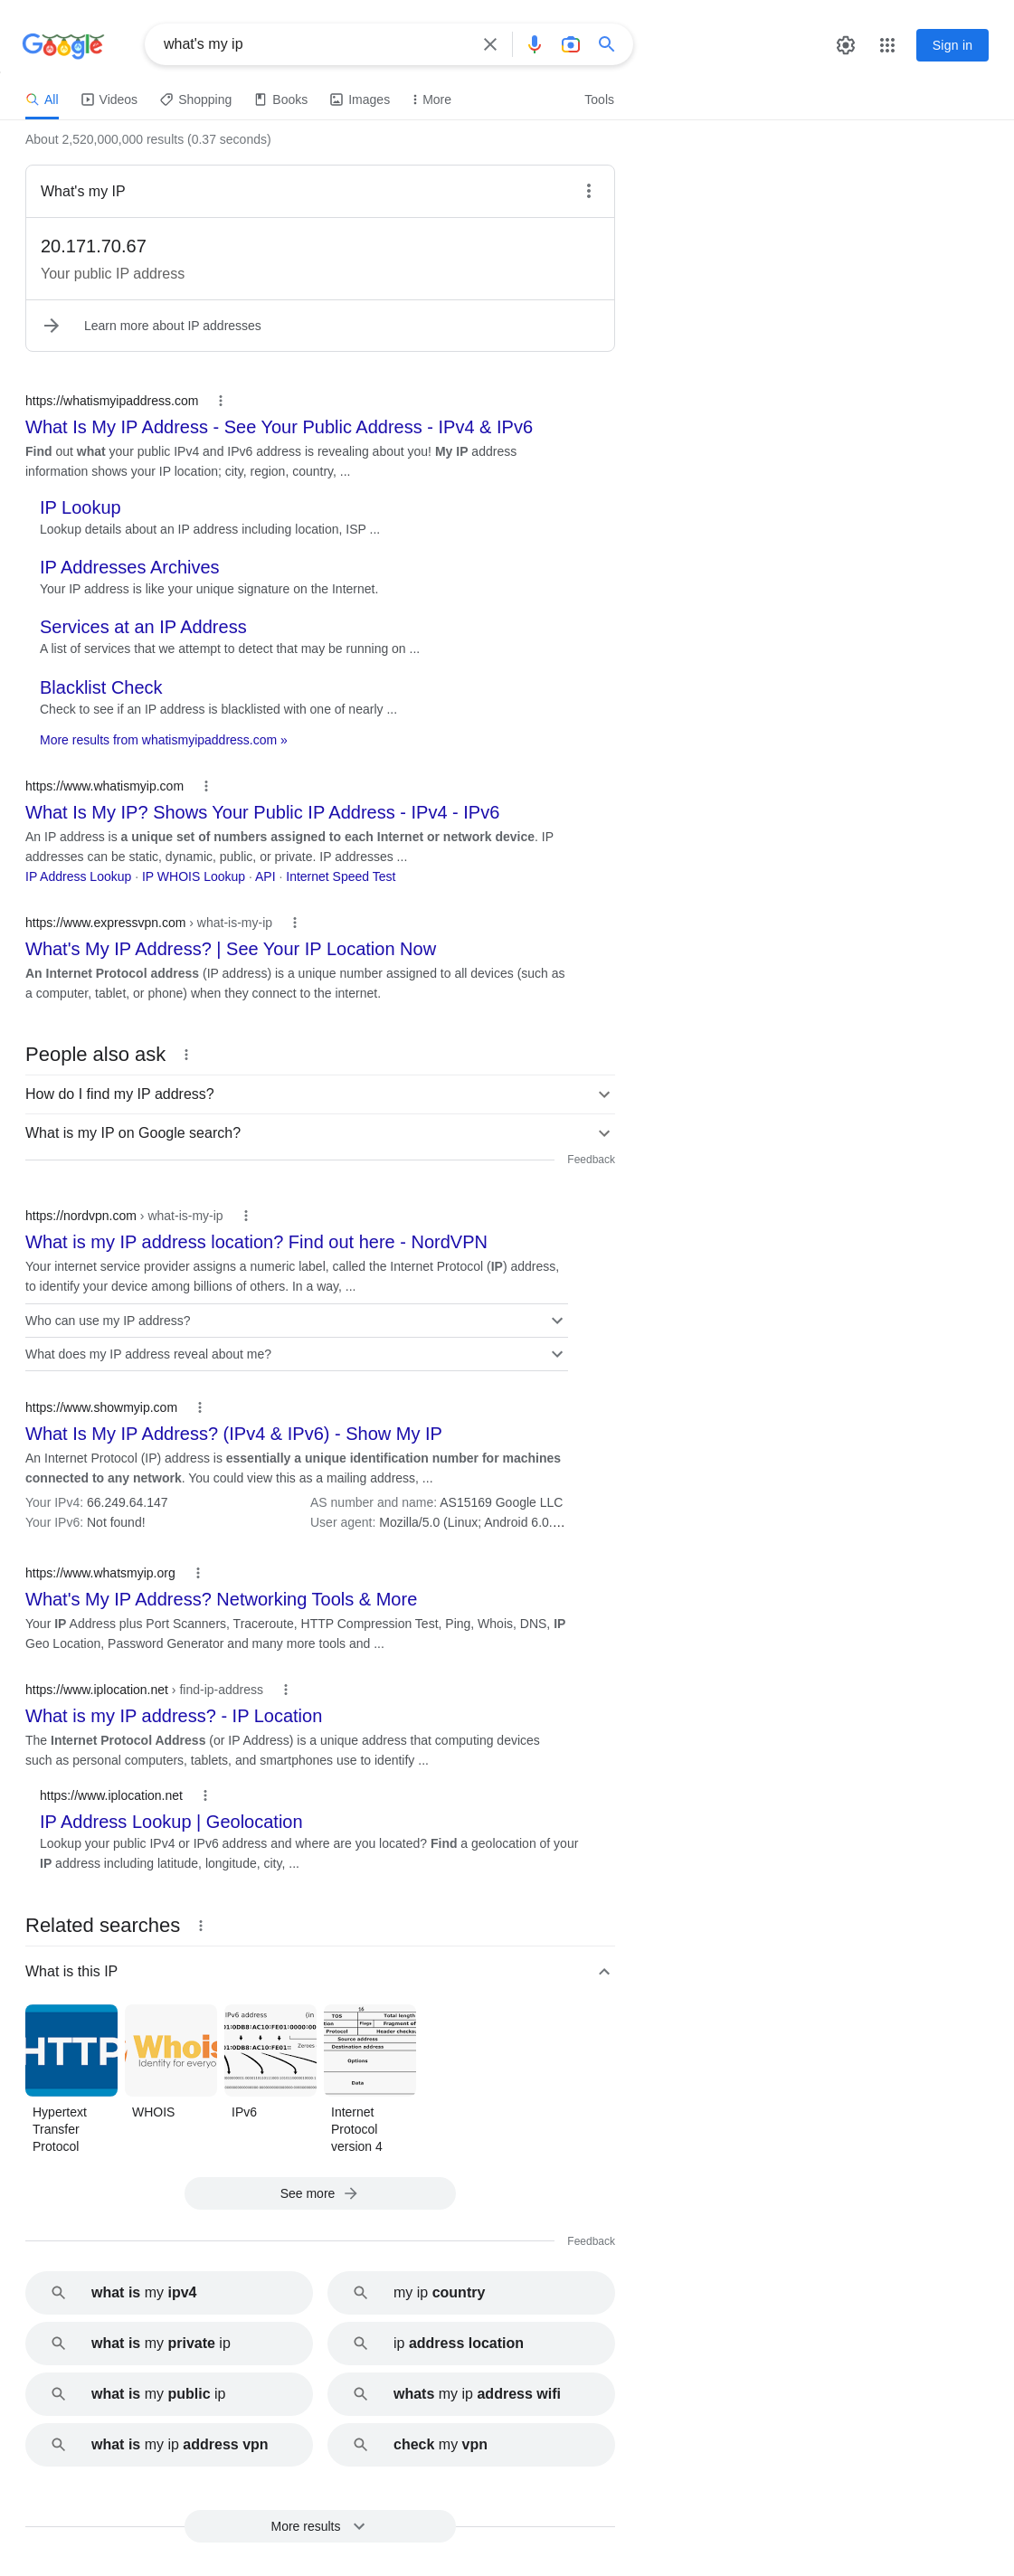 Google
what's my ip
Sign in
All
Videos
Shopping
Books
Images
More
Tools
About 2,520,000,000 results (0.37 seconds)
What's my IP
20.171.70.67
Your public IP address
Learn more about IP addresses
https://whatismyipaddress.com
What Is My IP Address - See Your Public Address - IPv4 & IPv6
Find out what your public IPv4 and IPv6 address is revealing about you! My IP address
information shows your IP location; city, region, country, ...
IP Lookup
Lookup details about an IP address including location, ISP ...
IP Addresses Archives
Your IP address is like your unique signature on the Internet.
Services at an IP Address
A list of services that we attempt to detect that may be running on ...
Blacklist Check
Check to see if an IP address is blacklisted with one of nearly ...
More results from whatismyipaddress.com »
https://www.whatismyip.com
What Is My IP? Shows Your Public IP Address - IPv4 - IPv6
An IP address is a unique set of numbers assigned to each Internet or network device. IP
addresses can be static, dynamic, public, or private. IP addresses ...
IP Address Lookup · IP WHOIS Lookup · API · Internet Speed Test
https://www.expressvpn.com › what-is-my-ip
What's My IP Address? | See Your IP Location Now
An Internet Protocol address (IP address) is a unique number assigned to all devices (such as
a computer, tablet, or phone) when they connect to the internet.
People also ask
How do I find my IP address?
What is my IP on Google search?
Feedback
https://nordvpn.com › what-is-my-ip
What is my IP address location? Find out here - NordVPN
Your internet service provider assigns a numeric label, called the Internet Protocol (IP) address,
to identify your device among billions of others. In a way, ...
Who can use my IP address?
What does my IP address reveal about me?
https://www.showmyip.com
What Is My IP Address? (IPv4 & IPv6) - Show My IP
An Internet Protocol (IP) address is essentially a unique identification number for machines
connected to any network. You could view this as a mailing address, ...
Your IPv4: 66.249.64.147
AS number and name: AS15169 Google LLC
Your IPv6: Not found!
User agent: Mozilla/5.0 (Linux; Android 6.0....
https://www.whatsmyip.org
What's My IP Address? Networking Tools & More
Your IP Address plus Port Scanners, Traceroute, HTTP Compression Test, Ping, Whois, DNS, IP
Geo Location, Password Generator and many more tools and ...
https://www.iplocation.net › find-ip-address
What is my IP address? - IP Location
The Internet Protocol Address (or IP Address) is a unique address that computing devices
such as personal computers, tablets, and smartphones use to identify ...
https://www.iplocation.net
IP Address Lookup | Geolocation
Lookup your public IPv4 or IPv6 address and where are you located? Find a geolocation of your
IP address including latitude, longitude, city, ...
Related searches
What is this IP
HTTP
Whois
Identity for everyo
IPv6 address (in
Zeroes
16
TOS Total length
Flags Fragment of
Protocol Header checks
Source address
Destination address
Options
Data
Hypertext
Transfer
Protocol
WHOIS
IPv6
Internet
Protocol
version 4
See more
Feedback
what is my ipv4
my ip country
what is my private ip
ip address location
what is my public ip
whats my ip address wifi
what is my ip address vpn
check my vpn
More results